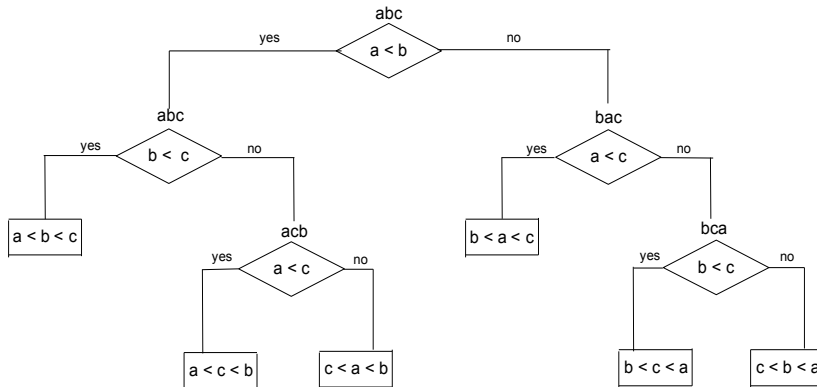 abc
yes
a < b
no
abc
bac
yes
b < c
no
yes
a < c
no
a < b < c
acb
b < a < c
bca
yes
a < c
no
yes
b < c
no
a < c < b
c < a < b
b < c < a
c < b < a